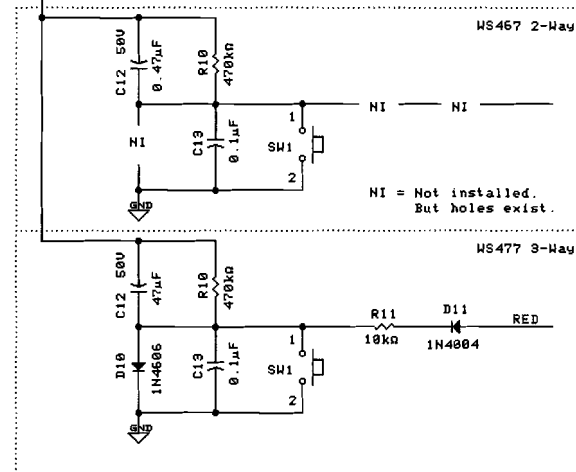 WS467 2-Way
C12
50V
0.47µF
R10
470kΩ
NI
C13
0.1µF
1
SW1
2
NI
NI
NI = Not installed.
But holes exist.
GND
WS477 3-Way
C12
50V
47µF
R10
470kΩ
D10
1N4606
C13
0.1µF
1
SW1
2
R11
10kΩ
D11
1N4004
RED
GND